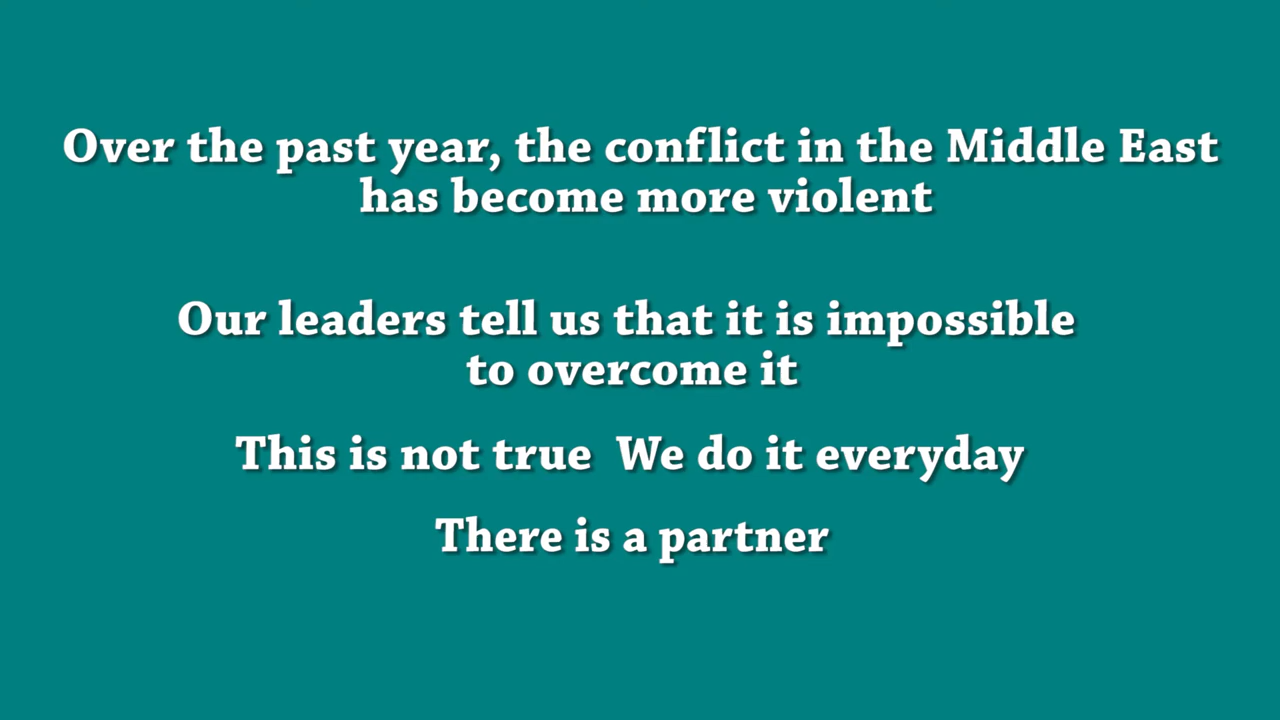 Over the past year, the conflict in the Middle East
has become more violent
Our leaders tell us that it is impossible
to overcome it
This is not true  We do it everyday
There is a partner